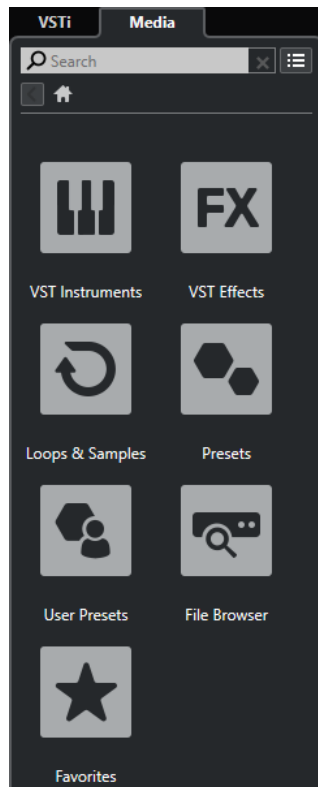 VSTi Media
Search
FX
VST Instruments VST Effects
Loops & Samples Presets
User Presets File Browser
Favorites